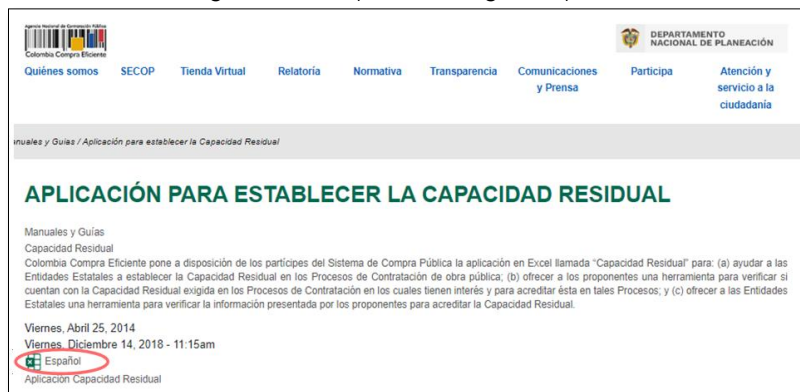 Agencia Nacional de Contratación Pública
Colombia Compra Eficiente
DEPARTAMENTO
NACIONAL DE PLANEACIÓN
Quiénes somos SECOP Tienda Virtual Relatoría Normativa Transparencia Comunicaciones y Prensa Participa Atención y servicio a la ciudadanía
anuales y Guias / Aplicación para establecer la Capacidad Residual
APLICACIÓN PARA ESTABLECER LA CAPACIDAD RESIDUAL
Manuales y Guías
Capacidad Residual
Colombia Compra Eficiente pone a disposición de los partícipes del Sistema de Compra Pública la aplicación en Excel llamada “Capacidad Residual” para: (a) ayudar a las
Entidades Estatales a establecer la Capacidad Residual en los Procesos de Contratación de obra pública; (b) ofrecer a los proponentes una herramienta para verificar si
cuentan con la Capacidad Residual exigida en los Procesos de Contratación en los cuales tienen interés y para acreditar ésta en tales Procesos; y (c) ofrecer a las Entidades
Estatales una herramienta para verificar la información presentada por los proponentes para acreditar la Capacidad Residual.
Viernes, Abril 25, 2014
Viernes, Diciembre 14, 2018 - 11:15am
Español
Aplicación Capacidad Residual